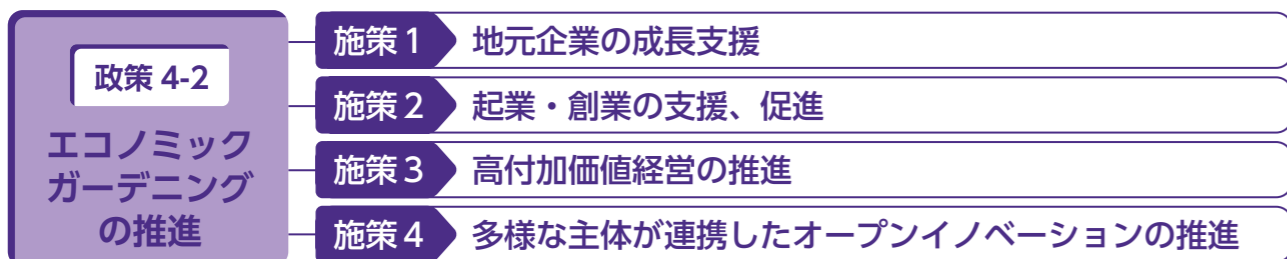 政策 4-2
エコノミック
ガーデニング
の推進
施策 1 地元企業の成長支援
施策 2 起業・創業の支援、促進
施策 3 高付加価値経営の推進
施策 4 多様な主体が連携したオープンイノベーションの推進